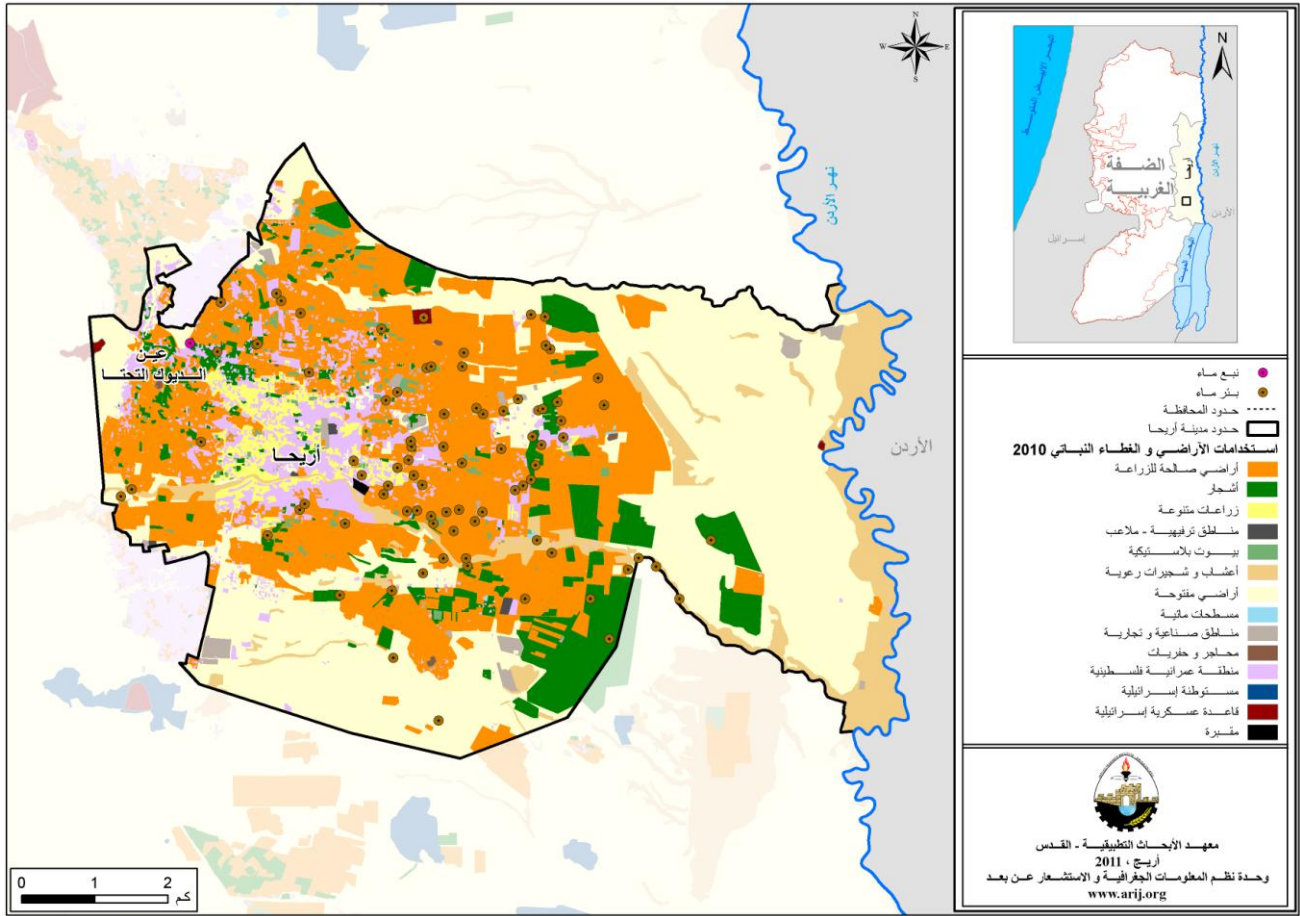 N
W
E
S
نهر الأردن
عين
الديوك التحتا
أريحا
الأردن
0 1 2
كم
N
البحر الابيض المتوسط
الضفة
الغربية
أريحا
نهر الأردن
الأردن
إسرائيل
البحر الميت
نبع ماء
بئر ماء
حدود المحافظة
حدود مدينة أريحا
استخدامات الأراضي و الغطاء النباتي 2010
أراضي صالحة للزراعة
أشجار
زراعات متنوعة
مناطق ترفيهية - ملاعب
بيوت بلاستيكية
أعشاب و شجيرات رعوية
أراضي مفتوحة
مسطحات مائية
مناطق صناعية و تجارية
محاجر و حفريات
منطقة عمرانية فلسطينية
مستوطنة إسرائيلية
قاعدة عسكرية إسرائيلية
مقبرة
معهد الأبحاث التطبيقية - القدس
أريج ، 2011
وحدة نظم المعلومات الجغرافية و الاستشعار عن بعد
www.arij.org